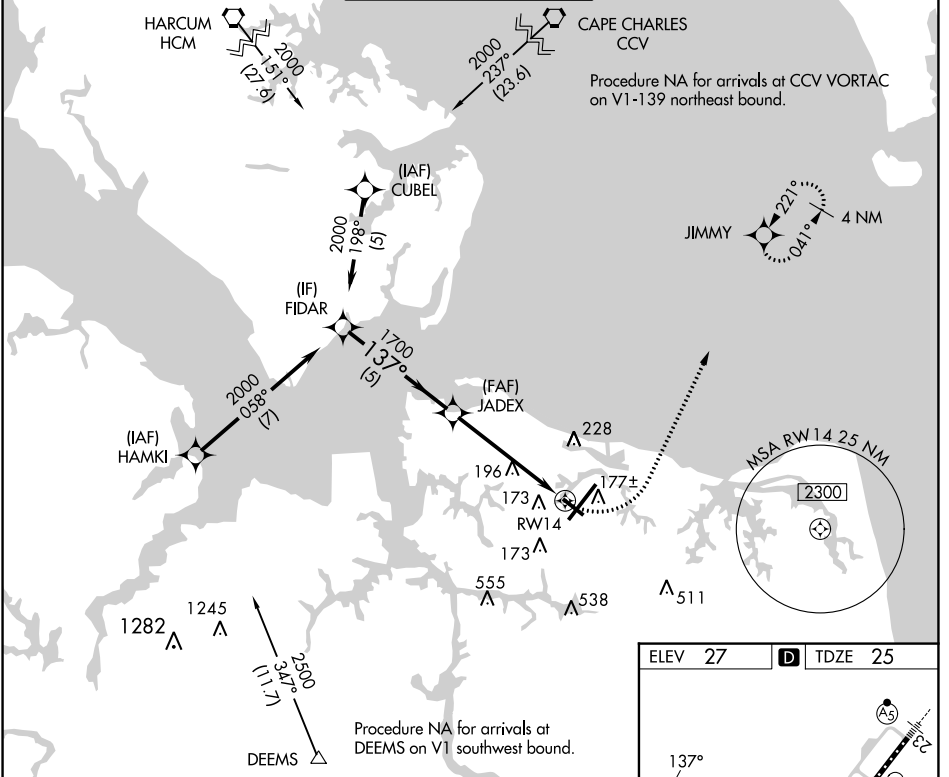 HARCUM
HCM
2000
151°
(27.6)
CAPE CHARLES
CCV
2000
237°
(23.6)
Procedure NA for arrivals at CCV VORTAC
on V1-139 northeast bound.
(IAF)
CUBEL
2000
198°
(5)
JIMMY
221°
041°
4 NM
(IF)
FIDAR
1700
137°
(5)
2000
058°
(7)
(IAF)
HAMKI
(FAF)
JADEX
228
196
177±
173
RW14
173
MSA RW14 25 NM
2300
555
538
511
1282
1245
2500
347°
(11.7)
DEEMS
Procedure NA for arrivals at
DEEMS on V1 southwest bound.
ELEV 27
D
TDZE 25
A5
23
137°